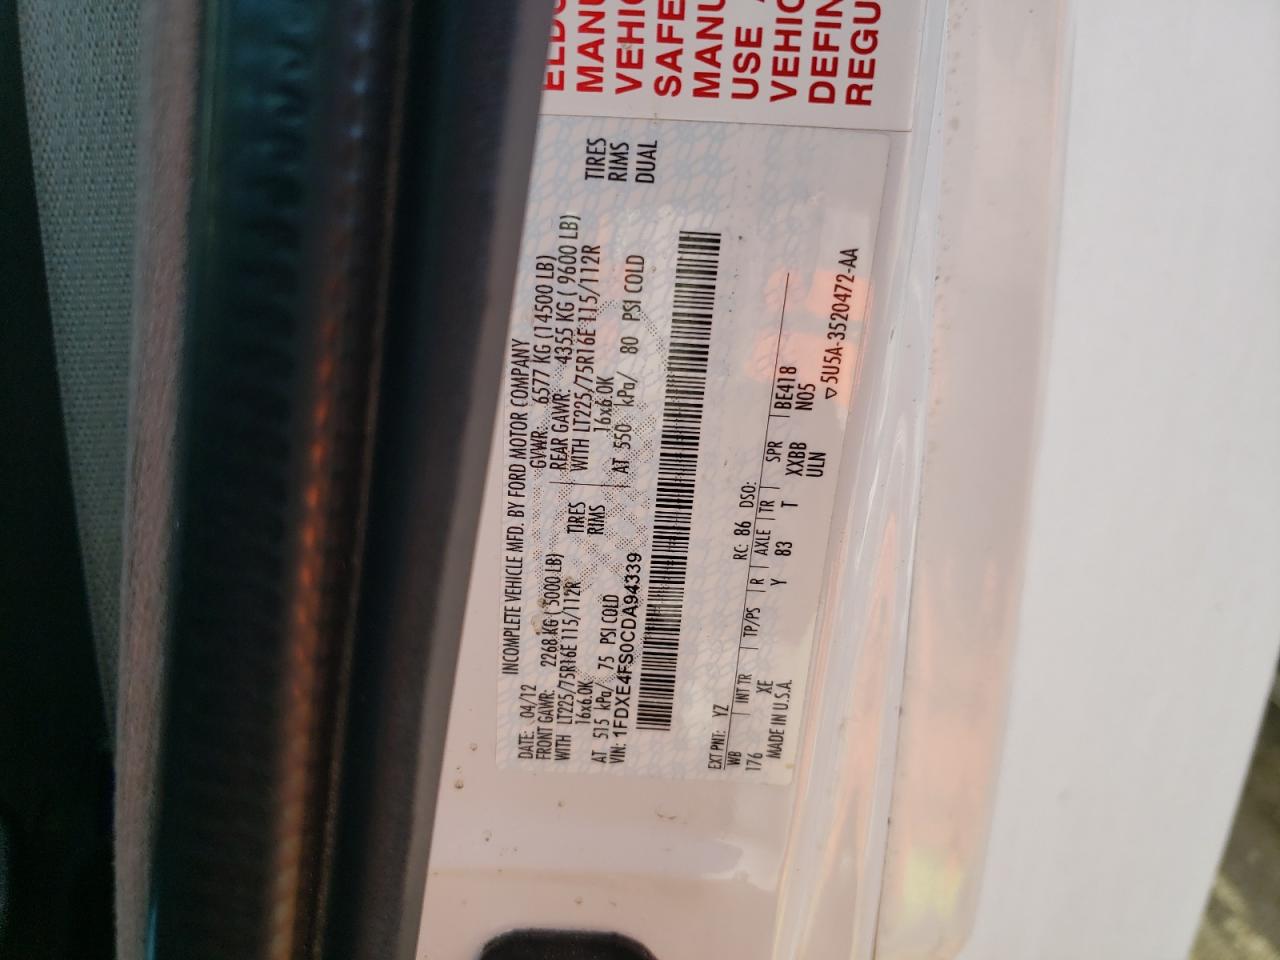 ELDO
MANU
VEHIC
SAFE
MANU
USE
VEHIC
DEFIN
REGU
INCOMPLETE VEHICLE MFD. BY FORD MOTOR COMPANY
DATE: 04/12 GVWR: 6577 KG (14500 LB)
FRONT GAWR: 2268 KG ( 5000 LB) REAR GAWR: 4355 KG ( 9600 LB)
WITH LT225/75R16E 115/112R TIRES WITH LT225/75R16E 115/112R TIRES
16x6.0K RIMS 16x6.0K RIMS
AT 515 kPa/ 75 PSI COLD AT 550 kPa/ 80 PSI COLD DUAL
VIN: 1FDXE4FS0CDA94339
EXT PNT: YZ RC: 86 DSO:
WB INT TR TP/PS R AXLE TR SPR BE418
176 XE Y 83 T XXBB N05
MADE IN U.S.A. ULN
▽5U5A-3520472-AA